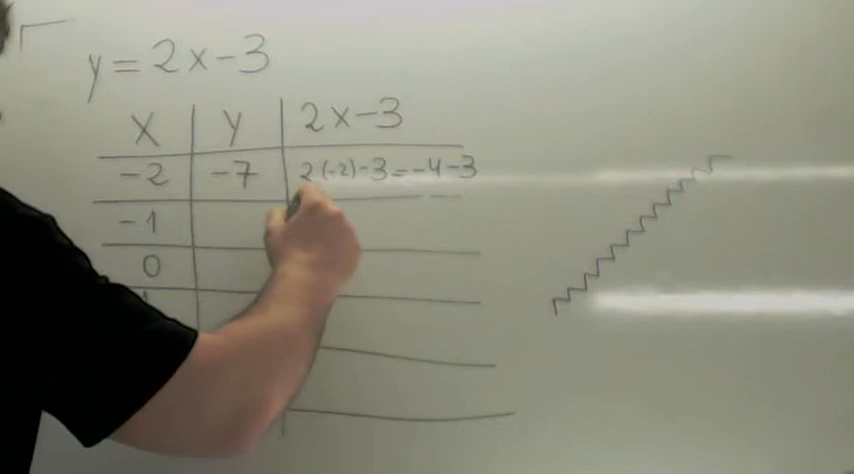 y = 2x - 3
x y 2x - 3
-2 -7 2(-2)-3=-4-3
-1
0